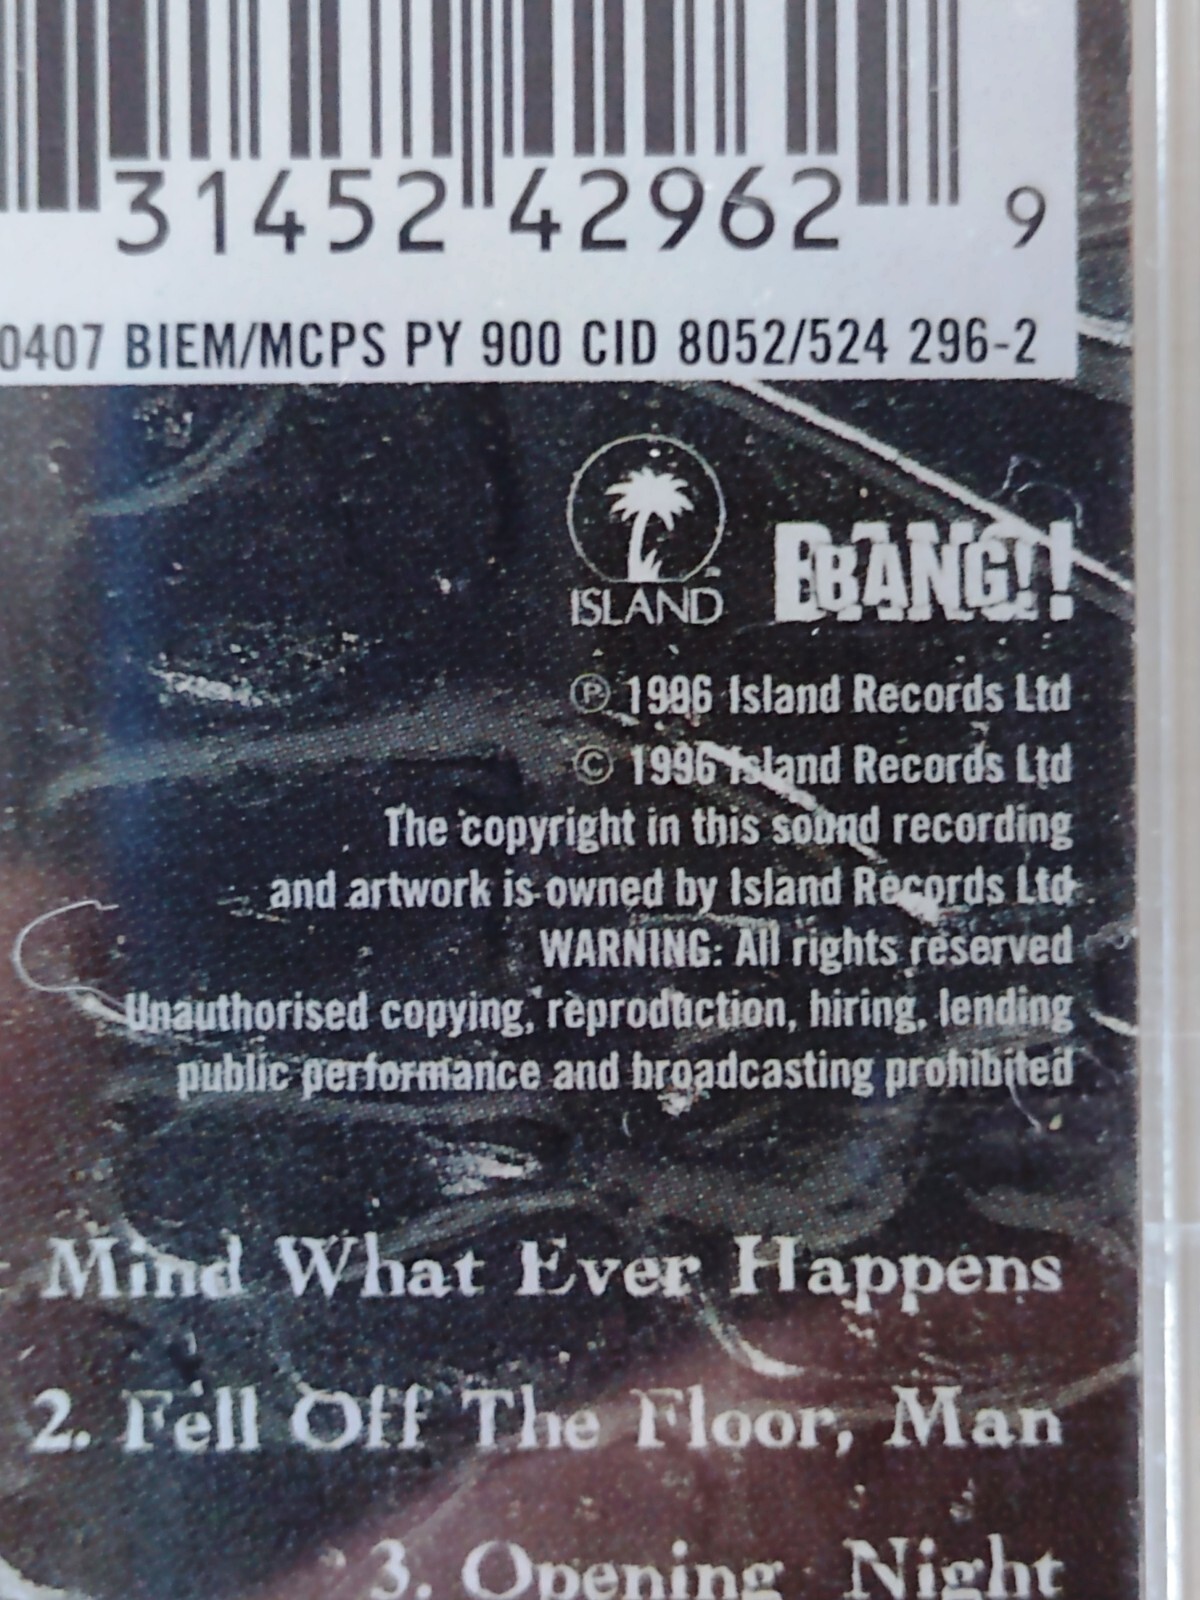 31452 42962 9
0407 BIEM/MCPS PY 900 CID 8052/524 296-2
ISLAND
BANG!
℗ 1996 Island Records Ltd
© 1996 Island Records Ltd
The copyright in this sound recording
and artwork is owned by Island Records Ltd
WARNING: All rights reserved
Unauthorised copying, reproduction, hiring, lending
public performance and broadcasting prohibited
Mind What Ever Happens
2. Fell Off The Floor, Man
3. Opening Night